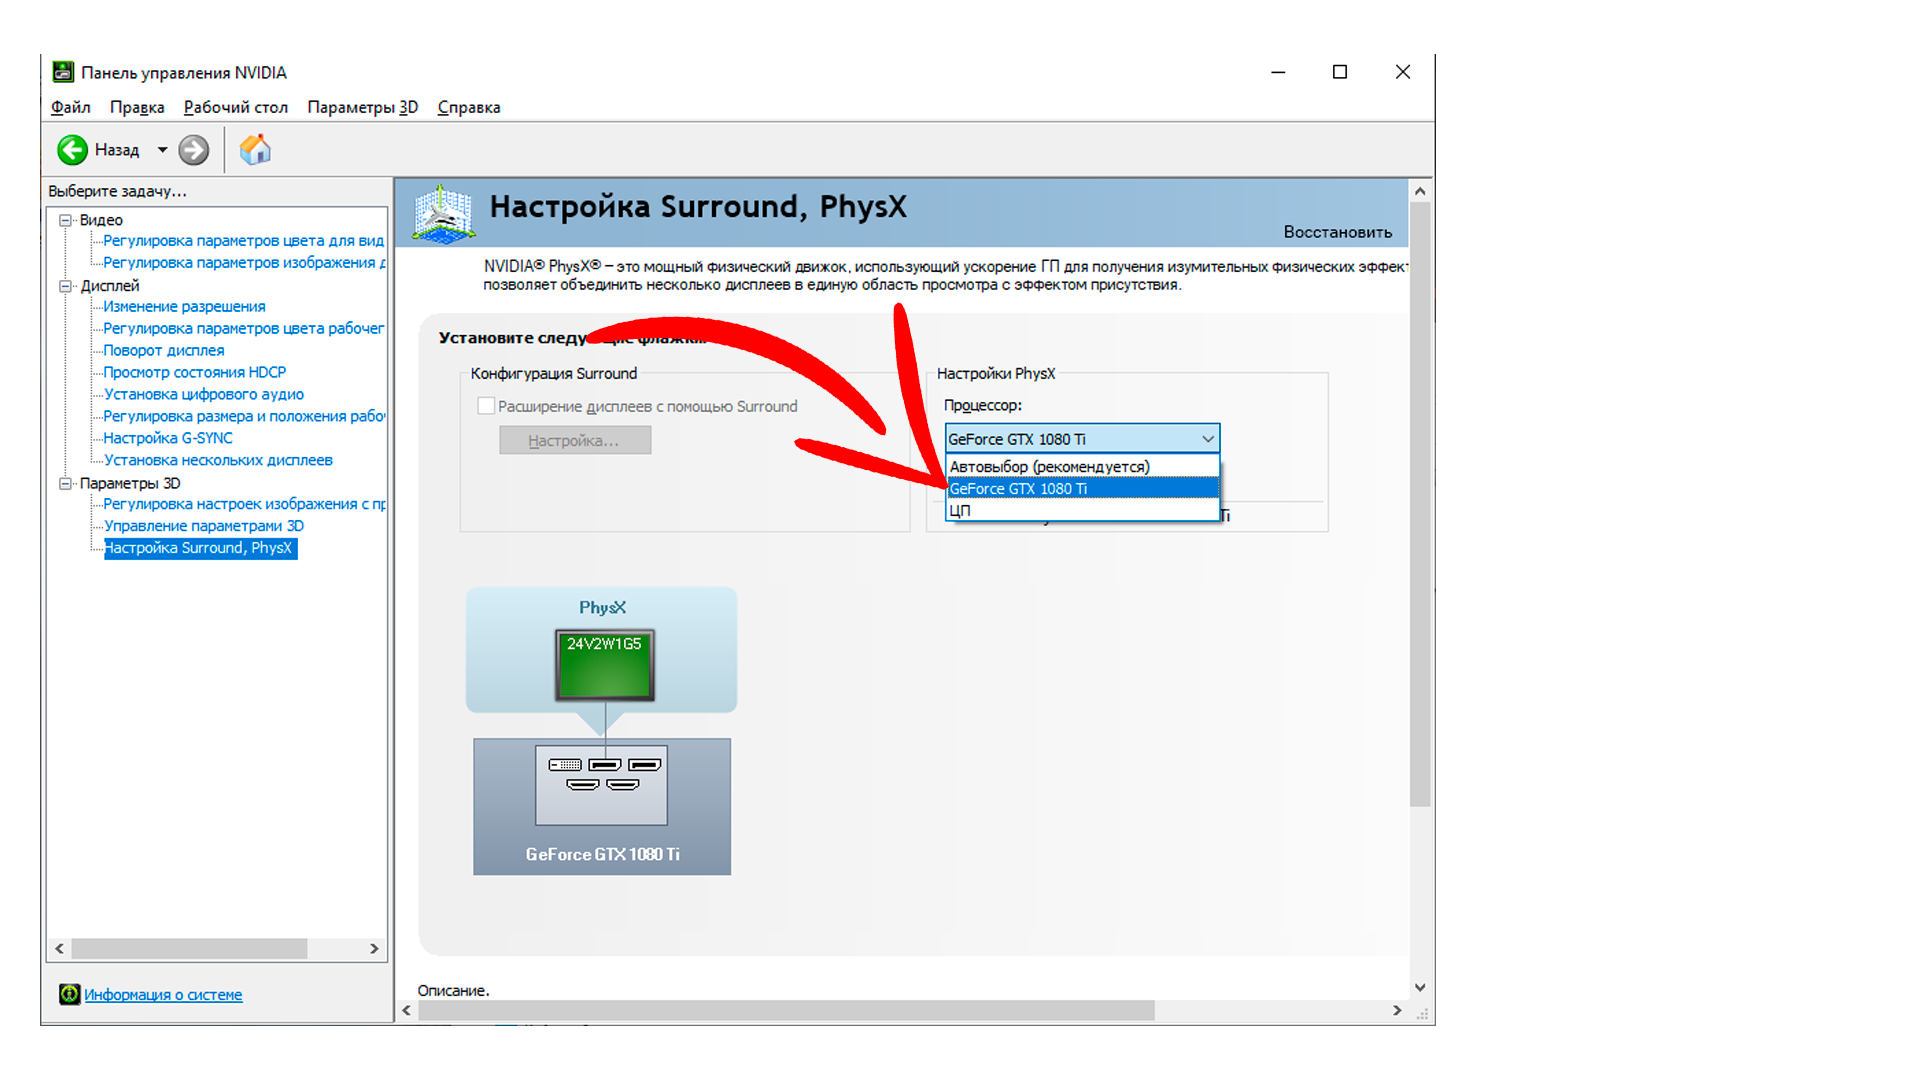 Панель управления NVIDIA
Файл Правка Рабочий стол Параметры 3D Справка
Назад
Выберите задачу...
Видео
Регулировка параметров цвета для вид
Регулировка параметров изображения д
Дисплей
Изменение разрешения
Регулировка параметров цвета рабочег
Поворот дисплея
Просмотр состояния HDCP
Установка цифрового аудио
Регулировка размера и положения рабо
Настройка G-SYNC
Установка нескольких дисплеев
Параметры 3D
Регулировка настроек изображения с пр
Управление параметрами 3D
Настройка Surround, PhysX
Информация о системе
Настройка Surround, PhysX
Восстановить
NVIDIA® PhysX® – это мощный физический движок, использующий ускорение ГП для получения изумительных физических эффект
позволяет объединить несколько дисплеев в единую область просмотра с эффектом присутствия.
Установите
Конфигурация Surround
Расширение дисплеев с помощью Surround
Настройка...
Настройки PhysX
Процессор:
GeForce GTX 1080 Ti
Автовыбор (рекомендуется)
GeForce GTX 1080 Ti
ЦП
Ti
PhysX
24V2W1G5
GeForce GTX 1080 Ti
Описание.